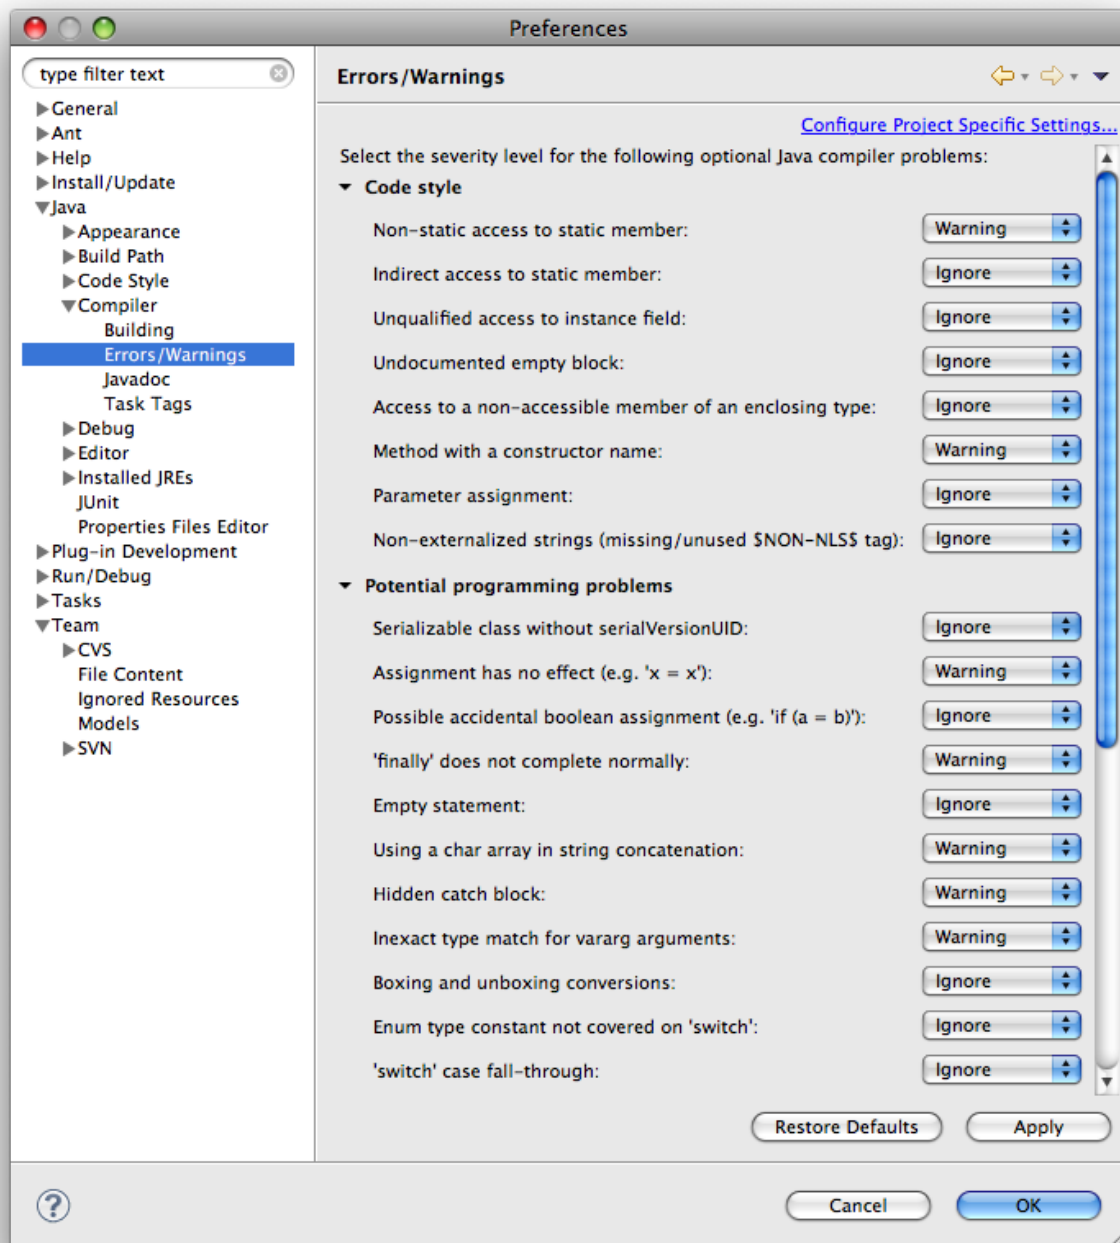 Preferences
type filter text
General
Ant
Help
Install/Update
Java
Appearance
Build Path
Code Style
Compiler
Building
Errors/Warnings
Javadoc
Task Tags
Debug
Editor
Installed JREs
JUnit
Properties Files Editor
Plug-in Development
Run/Debug
Tasks
Team
CVS
File Content
Ignored Resources
Models
SVN
Errors/Warnings
Configure Project Specific Settings...
Select the severity level for the following optional Java compiler problems:
Code style
Non-static access to static member: Warning
Indirect access to static member: Ignore
Unqualified access to instance field: Ignore
Undocumented empty block: Ignore
Access to a non-accessible member of an enclosing type: Ignore
Method with a constructor name: Warning
Parameter assignment: Ignore
Non-externalized strings (missing/unused $NON-NLS$ tag): Ignore
Potential programming problems
Serializable class without serialVersionUID: Ignore
Assignment has no effect (e.g. 'x = x'): Warning
Possible accidental boolean assignment (e.g. 'if (a = b)'): Ignore
'finally' does not complete normally: Warning
Empty statement: Ignore
Using a char array in string concatenation: Warning
Hidden catch block: Warning
Inexact type match for vararg arguments: Warning
Boxing and unboxing conversions: Ignore
Enum type constant not covered on 'switch': Ignore
'switch' case fall-through: Ignore
Restore Defaults Apply
? Cancel OK